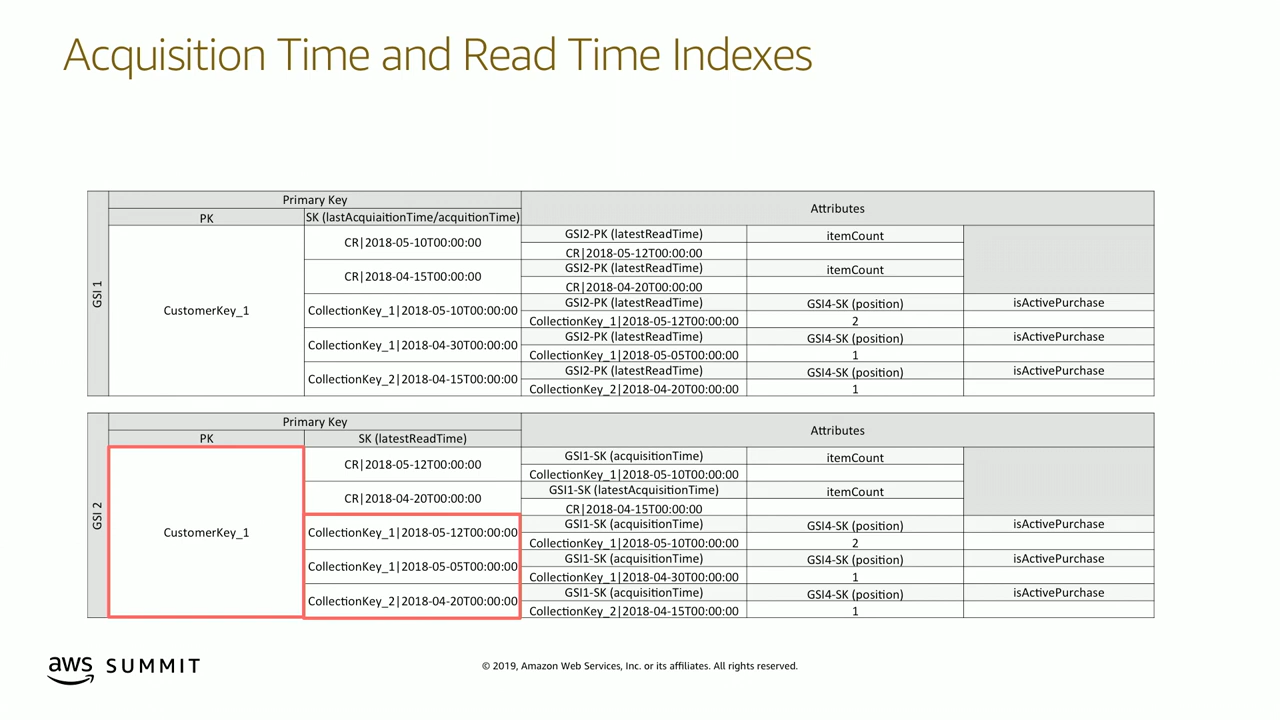 Acquisition Time and Read Time Indexes
GSI 1
Primary Key
Attributes
PK
SK (lastAcquiaitionTime/acquitionTime)
CustomerKey_1
CR|2018-05-10T00:00:00
GSI2-PK (latestReadTime)
itemCount
CR|2018-05-12T00:00:00
CR|2018-04-15T00:00:00
GSI2-PK (latestReadTime)
itemCount
CR|2018-04-20T00:00:00
CollectionKey_1|2018-05-10T00:00:00
GSI2-PK (latestReadTime)
GSI4-SK (position)
isActivePurchase
CollectionKey_1|2018-05-12T00:00:00
2
CollectionKey_1|2018-04-30T00:00:00
GSI2-PK (latestReadTime)
GSI4-SK (position)
isActivePurchase
CollectionKey_1|2018-05-05T00:00:00
1
CollectionKey_2|2018-04-15T00:00:00
GSI2-PK (latestReadTime)
GSI4-SK (position)
isActivePurchase
CollectionKey_2|2018-04-20T00:00:00
1
GSI 2
Primary Key
Attributes
PK
SK (latestReadTime)
CustomerKey_1
CR|2018-05-12T00:00:00
GSI1-SK (acquisitionTime)
itemCount
CollectionKey_1|2018-05-10T00:00:00
CR|2018-04-20T00:00:00
GSI1-SK (latestAcquisitionTime)
itemCount
CR|2018-04-15T00:00:00
CollectionKey_1|2018-05-12T00:00:00
GSI1-SK (acquisitionTime)
GSI4-SK (position)
isActivePurchase
CollectionKey_1|2018-05-10T00:00:00
2
CollectionKey_1|2018-05-05T00:00:00
GSI1-SK (acquisitionTime)
GSI4-SK (position)
isActivePurchase
CollectionKey_1|2018-04-30T00:00:00
1
CollectionKey_2|2018-04-20T00:00:00
GSI1-SK (acquisitionTime)
GSI4-SK (position)
isActivePurchase
CollectionKey_2|2018-04-15T00:00:00
1
aws SUMMIT
© 2019, Amazon Web Services, Inc. or its affiliates. All rights reserved.